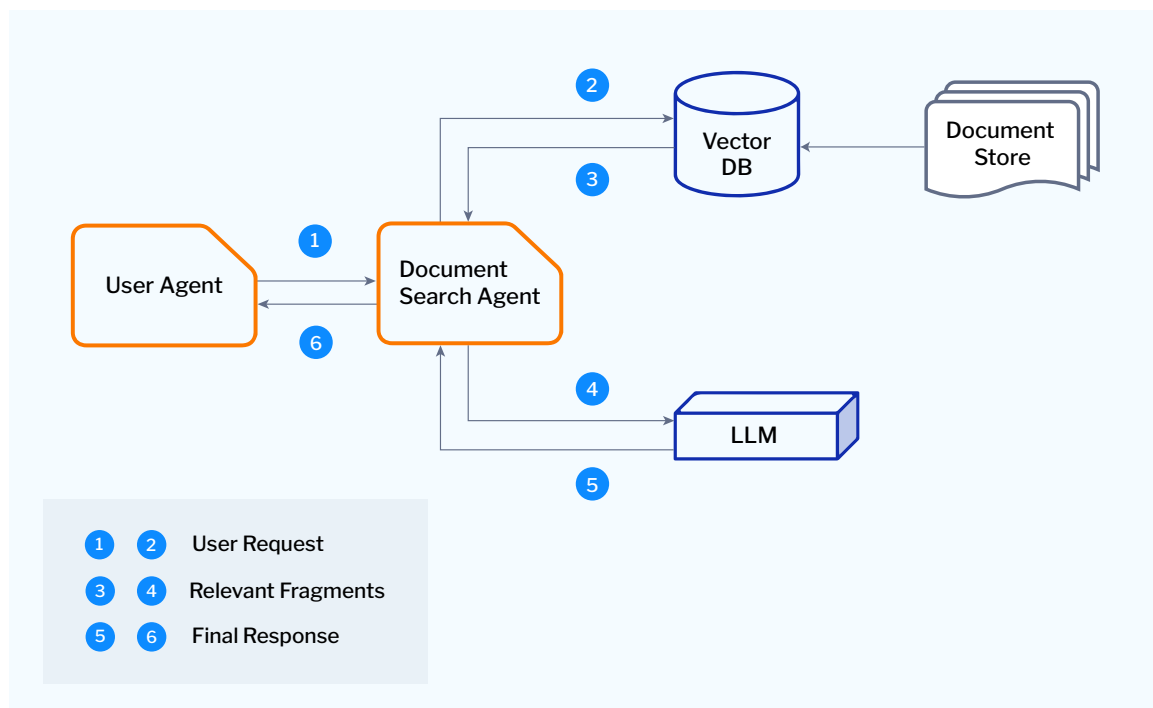 2
Vector
DB
Document
Store
3
1
User Agent
Document
Search Agent
6
4
LLM
5
1 2 User Request
3 4 Relevant Fragments
5 6 Final Response